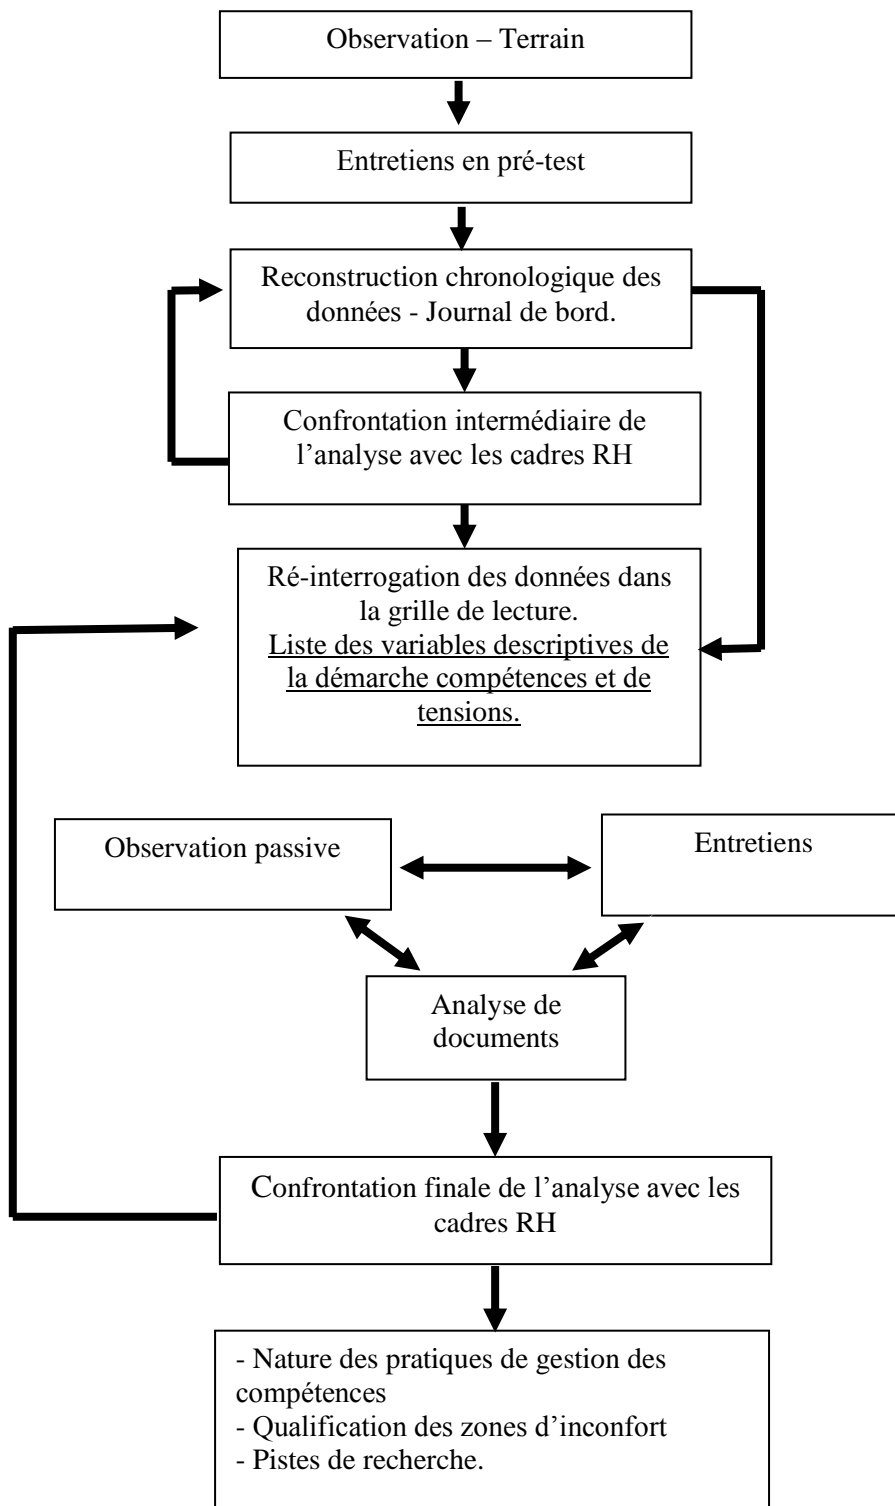 Observation – Terrain
Entretiens en pré-test
Reconstruction chronologique des
données - Journal de bord.
Confrontation intermédiaire de
l’analyse avec les cadres RH
Ré-interrogation des données dans
la grille de lecture.
Liste des variables descriptives de
la démarche compétences et de
tensions.
Observation passive
Entretiens
Analyse de
documents
Confrontation finale de l’analyse avec les
cadres RH
- Nature des pratiques de gestion des
compétences
- Qualification des zones d’inconfort
- Pistes de recherche.